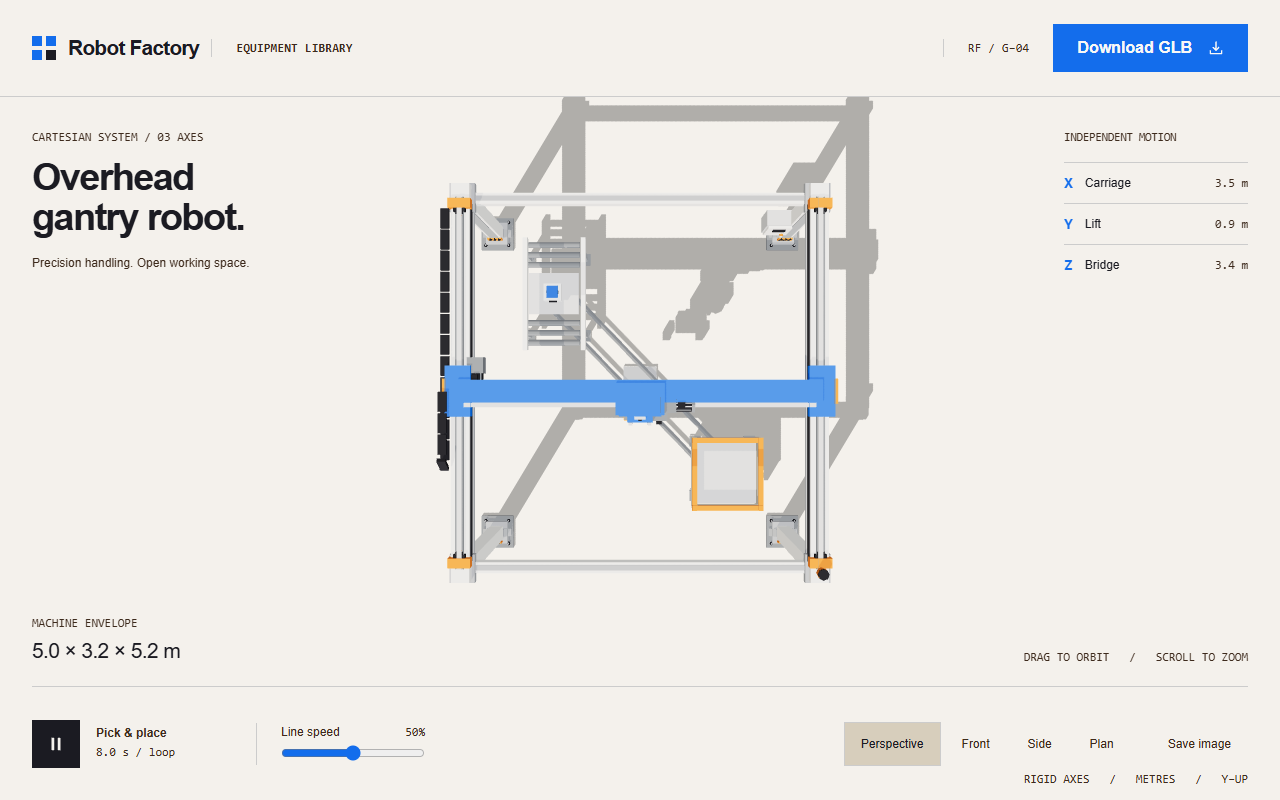 Robot Factory
EQUIPMENT LIBRARY
RF / G-04
Download GLB
CARTESIAN SYSTEM / 03 AXES
Overhead
gantry robot.
Precision handling. Open working space.
INDEPENDENT MOTION
X Carriage 3.5 m
Y Lift 0.9 m
Z Bridge 3.4 m
MACHINE ENVELOPE
5.0 × 3.2 × 5.2 m
DRAG TO ORBIT / SCROLL TO ZOOM
Pick & place
8.0 s / loop
Line speed 50%
Perspective Front Side Plan Save image
RIGID AXES / METRES / Y-UP